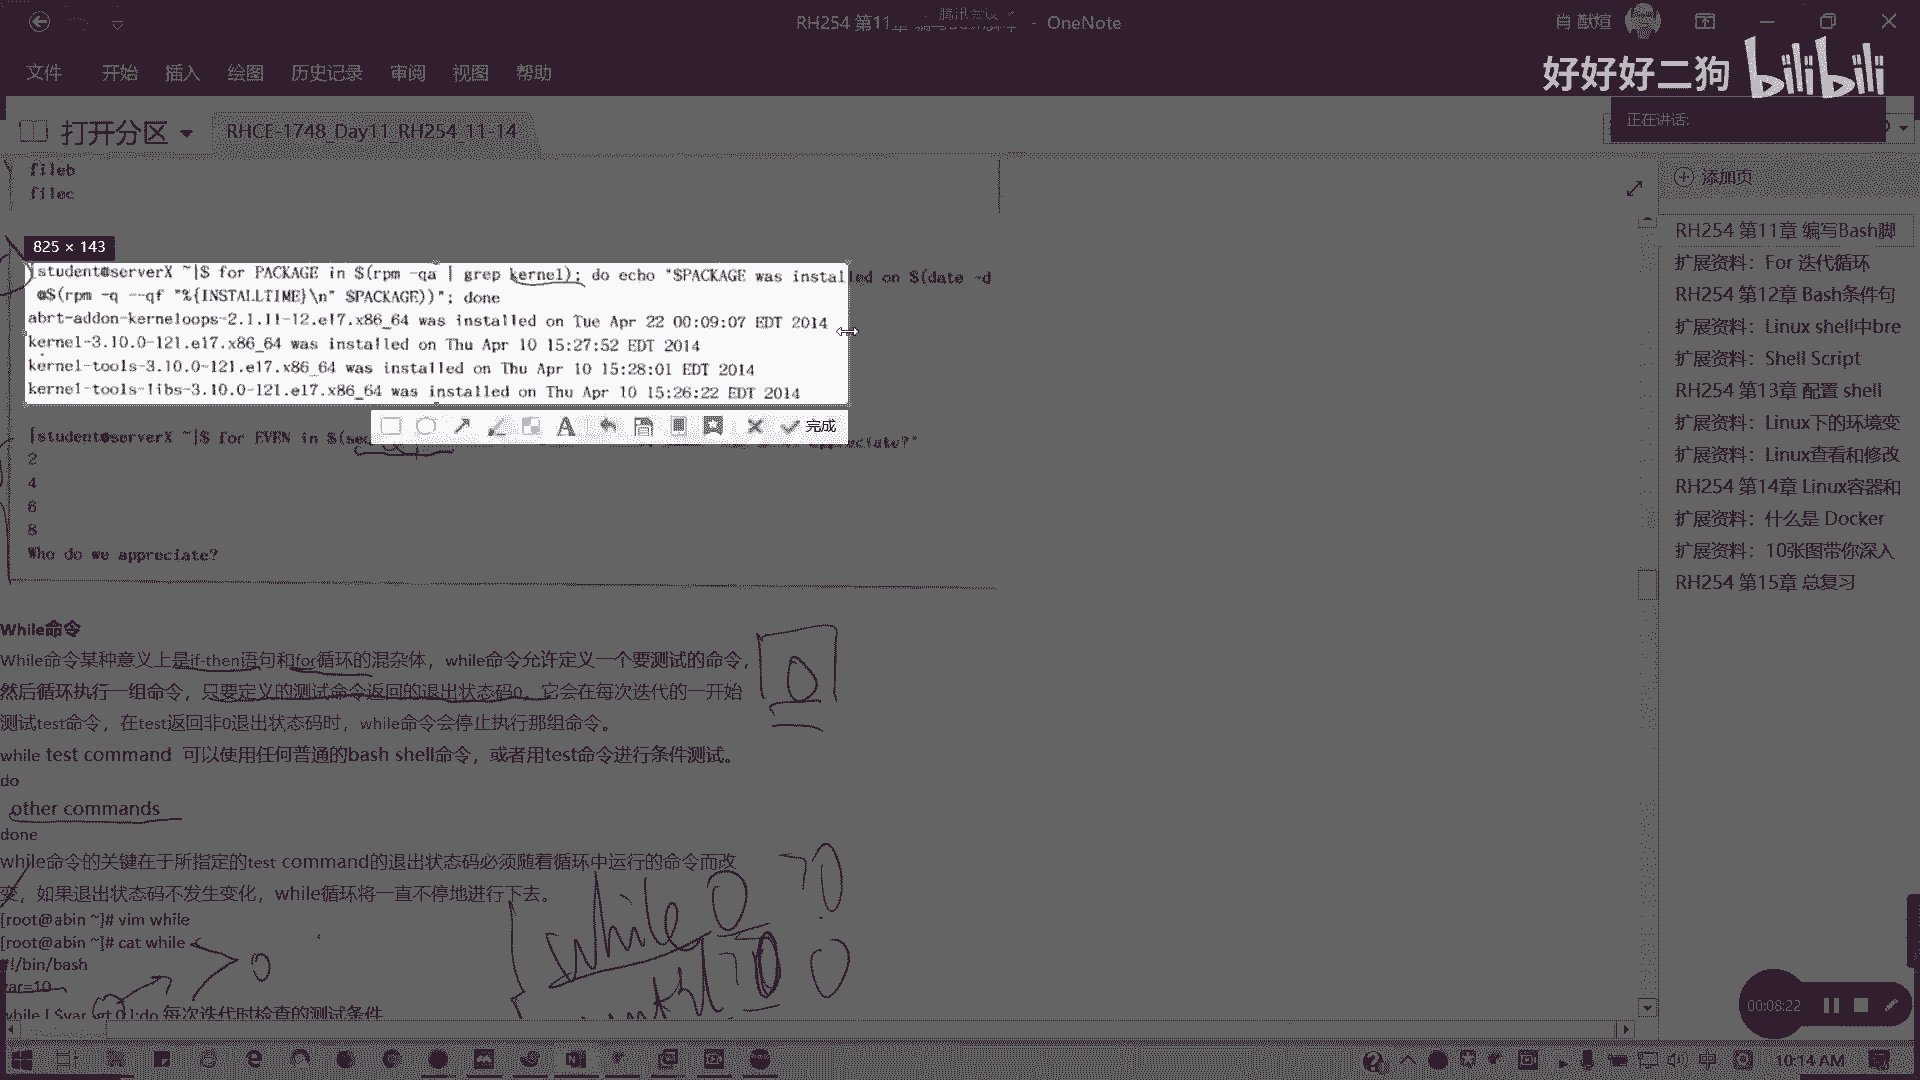 RH254 第11章 编写Bash脚本 - OneNote
肖 猷煊
文件 开始 插入 绘图 历史记录 审阅 视图 帮助
好好好二狗 bilibili
正在讲话:
打开分区
RHCE-1748_Day11_RH254_11-14
添加页
fileb
filec
825 × 143
[student@serverX ~]$ for PACKAGE in $(rpm -qa | grep kernel); do echo "$PACKAGE was installed on $(date -d
@$(rpm -q --qf "%{INSTALLTIME}\n" $PACKAGE))"; done
abrt-addon-kerneloops-2.1.11-12.el7.x86_64 was installed on Tue Apr 22 00:09:07 EDT 2014
kernel-3.10.0-121.el7.x86_64 was installed on Thu Apr 10 15:27:52 EDT 2014
kernel-tools-3.10.0-121.el7.x86_64 was installed on Thu Apr 10 15:28:01 EDT 2014
kernel-tools-libs-3.10.0-121.el7.x86_64 was installed on Thu Apr 10 15:26:22 EDT 2014
完成
[student@serverX ~]$ for EVEN in $(seq
2
4
6
8
Who do we appreciate?
While命令
While命令某种意义上是if-then语句和for循环的混杂体，while命令允许定义一个要测试的命令，
然后循环执行一组命令，只要定义的测试命令返回的退出状态码0。它会在每次迭代的一开始
测试test命令，在test返回非0退出状态码时，while命令会停止执行那组命令。
while test command 可以使用任何普通的bash shell命令，或者用test命令进行条件测试。
do
other commands
done
while命令的关键在于所指定的test command的退出状态码必须随着循环中运行的命令而改
变，如果退出状态码不发生变化，while循环将一直不停地进行下去。
[root@abin ~]# vim while
[root@abin ~]# cat while
#!/bin/bash
var=10
while [ $var -gt 0 ];do 每次迭代时检查的测试条件
0
while 0
0
0
RH254 第11章 编写Bash脚
扩展资料：For 迭代循环
RH254 第12章 Bash条件句
扩展资料：Linux shell中bre
扩展资料：Shell Script
RH254 第13章 配置 shell
扩展资料：Linux下的环境变
扩展资料：Linux查看和修改
RH254 第14章 Linux容器和
扩展资料：什么是 Docker
扩展资料：10张图带你深入
RH254 第15章 总复习
00:08:22
中
10:14 AM